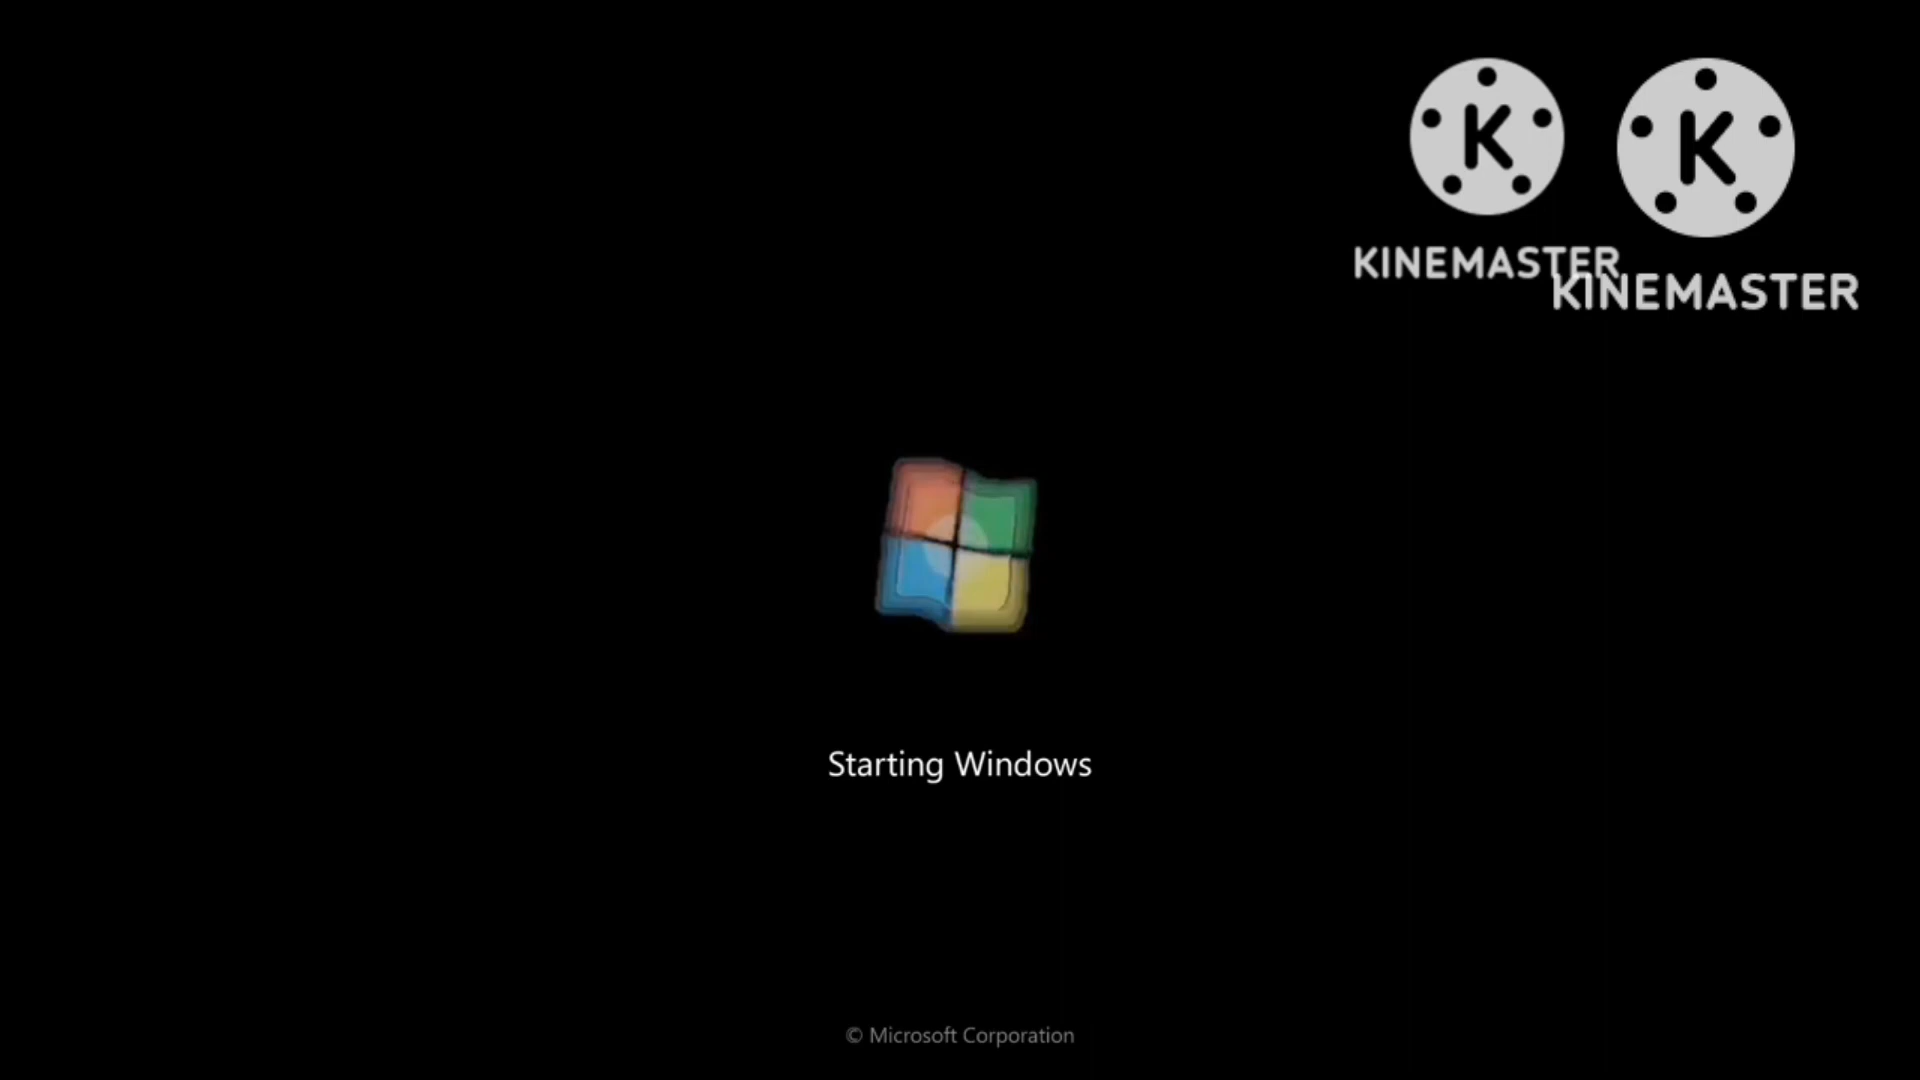 K
K
KINEMASTER
KINEMASTER
Starting Windows
© Microsoft Corporation